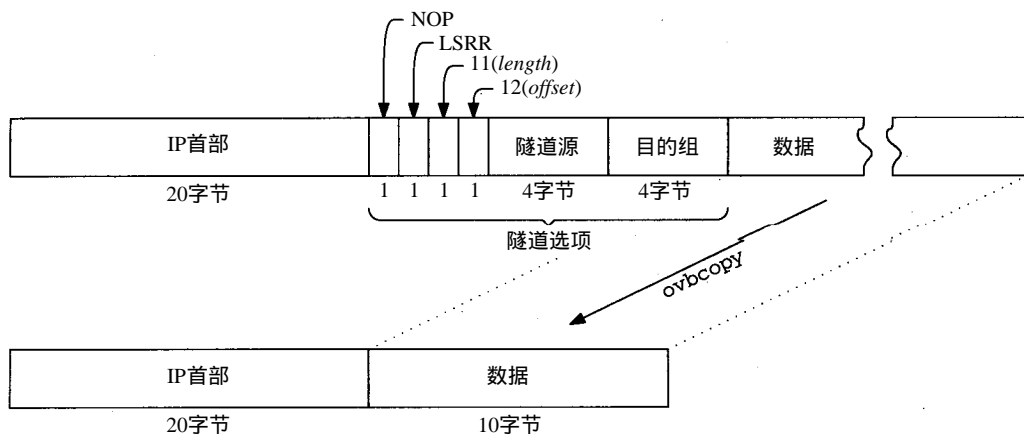 NOP
LSRR
11(length)
12(offset)
IP首部
隧道源
目的组
数据
20字节
1
1
1
1
4字节
4字节
隧道选项
ovbcopy
IP首部
数据
20字节
10字节